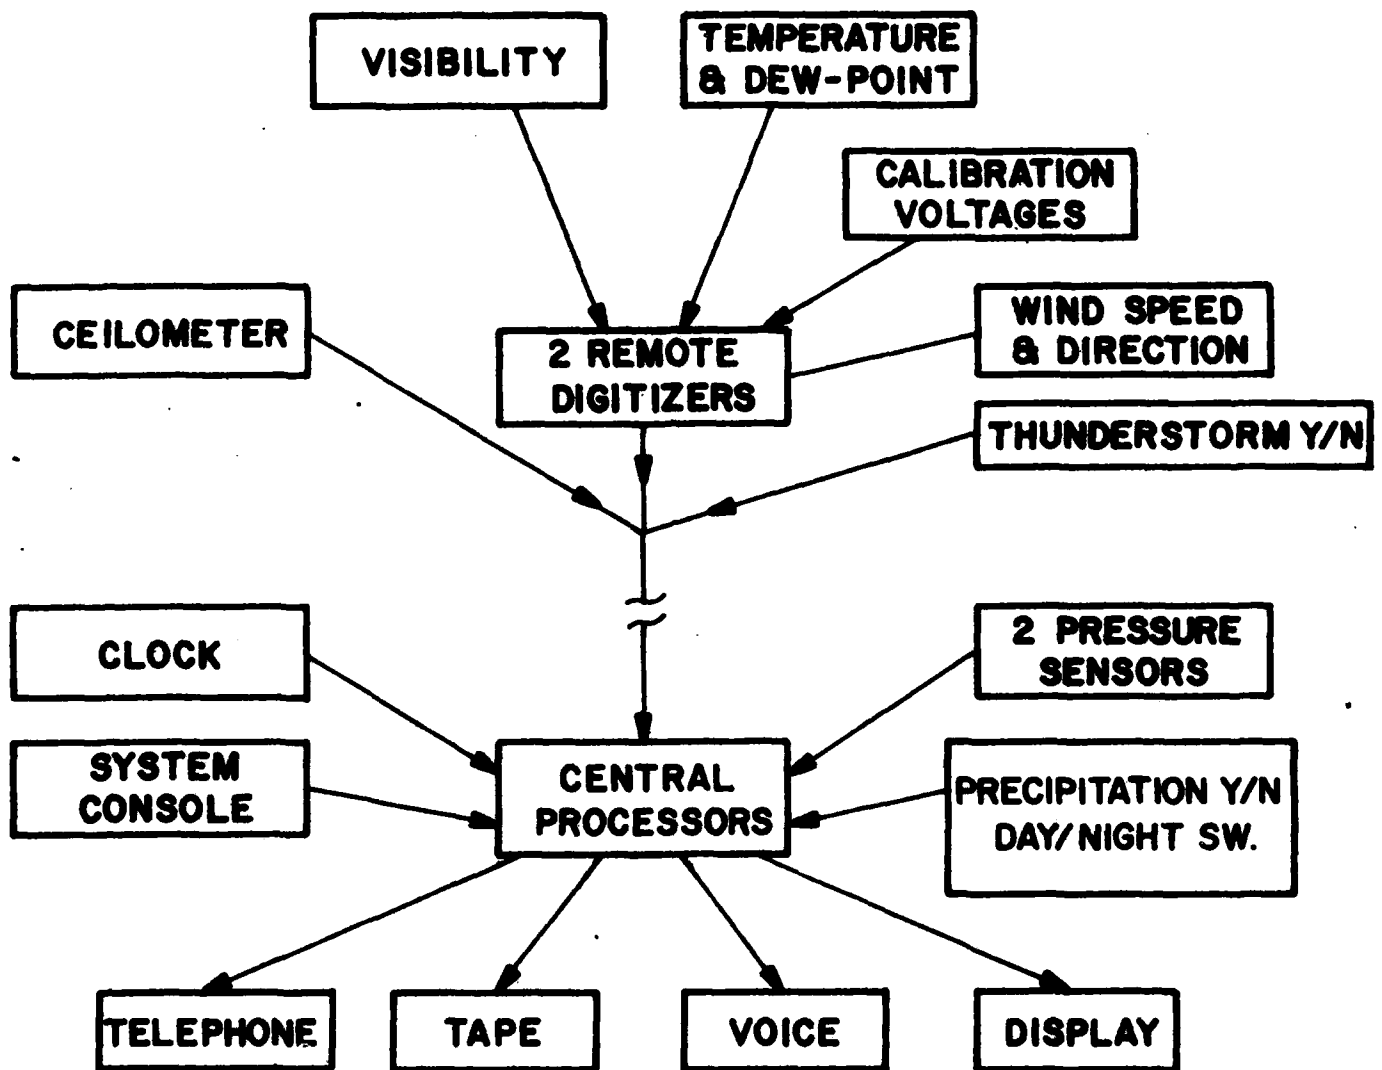 VISIBILITY
TEMPERATURE
& DEW-POINT
CALIBRATION
VOLTAGES
CEILOMETER
2 REMOTE
DIGITIZERS
WIND SPEED
& DIRECTION
THUNDERSTORM Y/N
CLOCK
2 PRESSURE
SENSORS
SYSTEM
CONSOLE
CENTRAL
PROCESSORS
PRECIPITATION Y/N
DAY/NIGHT SW.
TELEPHONE
TAPE
VOICE
DISPLAY